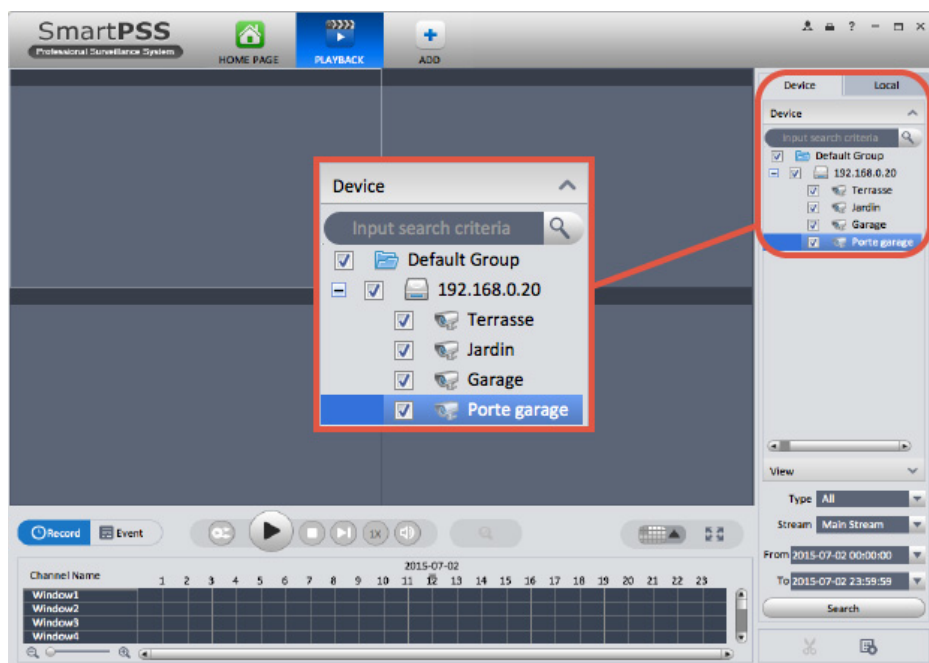 SmartPSS
Professional Surveillance System
HOME PAGE
PLAYBACK
ADD
?
Device Local
Device
Input search criteria
Default Group
192.168.0.20
Terrasse
Jardin
Garage
Porte garage
Device
Input search criteria
Default Group
192.168.0.20
Terrasse
Jardin
Garage
Porte garage
View
Type All
Stream Main Stream
From 2015-07-02 00:00:00
To 2015-07-02 23:59:59
Search
Record Event
1X
2015-07-02
Channel Name 1 2 3 4 5 6 7 8 9 10 11 12 13 14 15 16 17 18 19 20 21 22 23
Window1
Window2
Window3
Window4